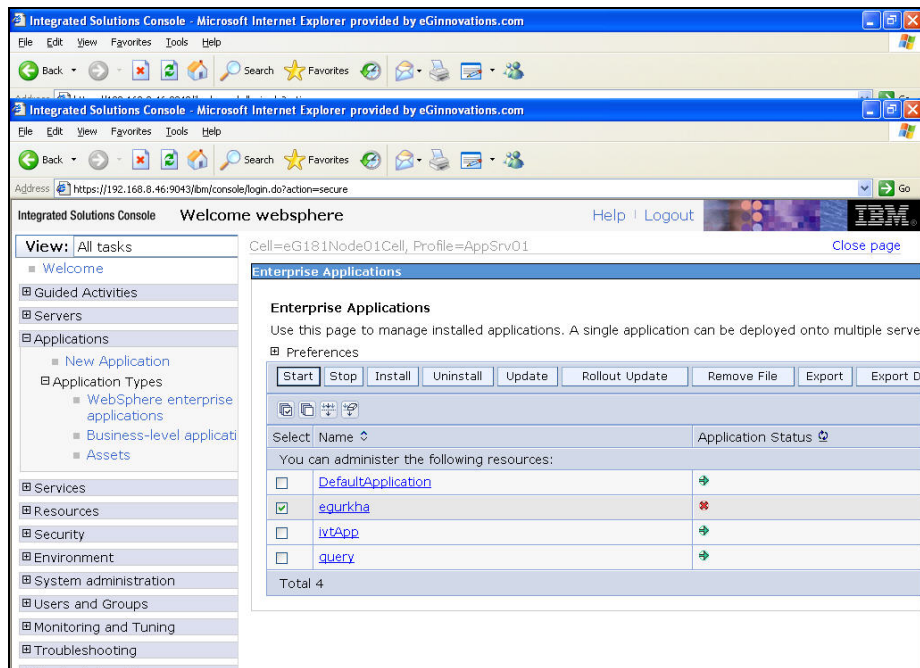 Integrated Solutions Console - Microsoft Internet Explorer provided by eGinnovations.com
File Edit View Favorites Tools Help
Back Search Favorites
Integrated Solutions Console - Microsoft Internet Explorer provided by eGinnovations.com
File Edit View Favorites Tools Help
Back Search Favorites
Address https://192.168.8.46:9043/ibm/console/login.do?action=secure Go
Integrated Solutions Console Welcome websphere Help | Logout IBM.
View: All tasks
Cell=eG181Node01Cell, Profile=AppSrv01 Close page
Welcome
Guided Activities
Servers
Applications
New Application
Application Types
WebSphere enterprise
applications
Business-level applicati
Assets
Services
Resources
Security
Environment
System administration
Users and Groups
Monitoring and Tuning
Troubleshooting
Enterprise Applications
Enterprise Applications
Use this page to manage installed applications. A single application can be deployed onto multiple serve
Preferences
Start Stop Install Uninstall Update Rollout Update Remove File Export Export D
Select Name Application Status
You can administer the following resources:
DefaultApplication
egurkha
ivtApp
query
Total 4